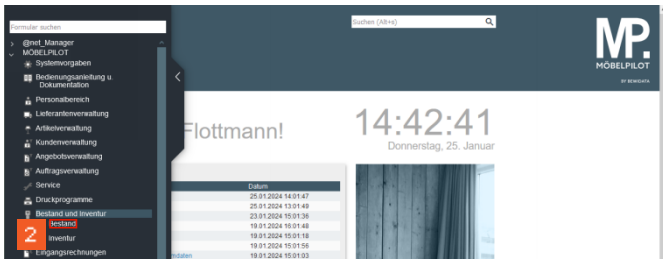 Formuler suchen
@net_Manager
MÖBELPILOT
Systemvorgaben
Bedienungsanleitung u.
Dokumentation
Personalbereich
Lieferantenverwaltung
Artikelverwaltung
Kundenverwaltung
Angebotsverwaltung
Auftragsverwaltung
Service
Druckprogramme
Bestand und Inventur
Bestand
2
Inventur
Eingangsrechnungen
Suchen (Alt+s)
MP.
MÖBELPILOT
BY BEWIDATA
Flottmann!
14:42:41
Donnerstag, 25. Januar
Datum
25.01.2024 14:01:47
25.01.2024 13:01:49
23.01.2024 15:01:36
19.01.2024 16:01:48
19.01.2024 15:01:18
19.01.2024 15:01:56
mdaten 19.01.2024 15:01:03